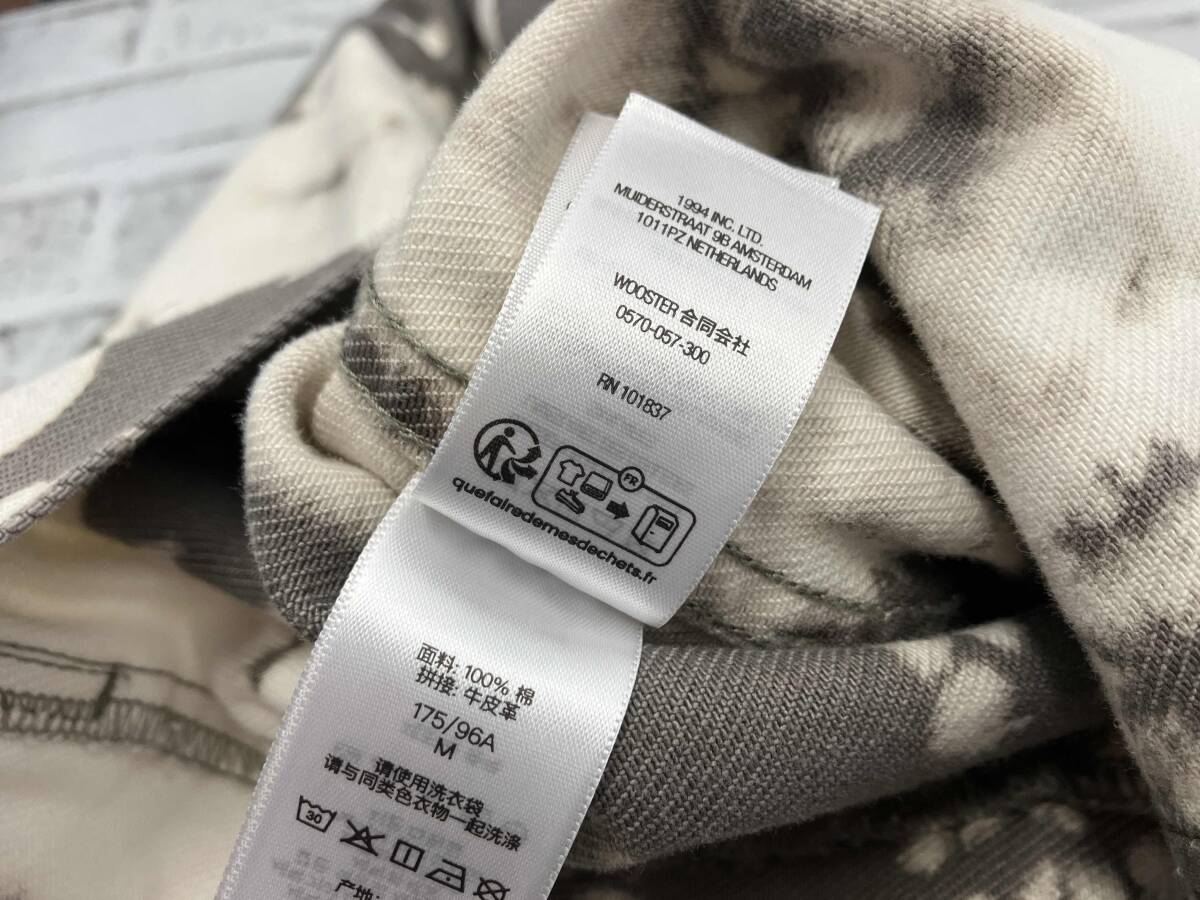 1994 INC. LTD.
MUIDERSTRAAT 9B AMSTERDAM
1011PZ NETHERLANDS
WOOSTER 合同会社
0570-057-300
RN 101837
FR
quefairedemesdechets.fr
面料: 100% 棉
拼接: 牛皮革
175/96A
M
请使用洗衣袋
请与同类色衣物一起洗涤
30
产地: